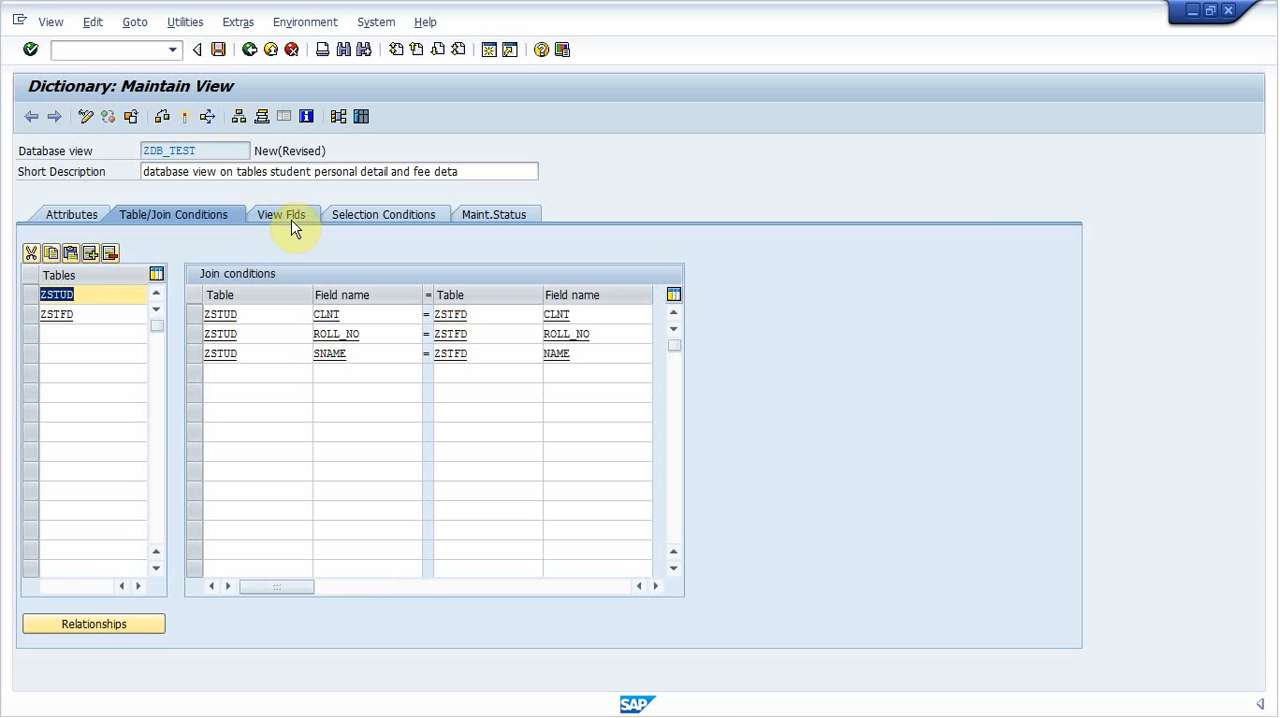 View Edit Goto Utilities Extras Environment System Help
Dictionary: Maintain View
Database view ZDB_TEST New(Revised)
Short Description database view on tables student personal detail and fee deta
Attributes Table/Join Conditions View Flds Selection Conditions Maint.Status
Tables
ZSTUD
ZSTFD
Join conditions
Table Field name = Table Field name
ZSTUD CLNT = ZSTFD CLNT
ZSTUD ROLL_NO = ZSTFD ROLL_NO
ZSTUD SNAME = ZSTFD NAME
Relationships
SAP